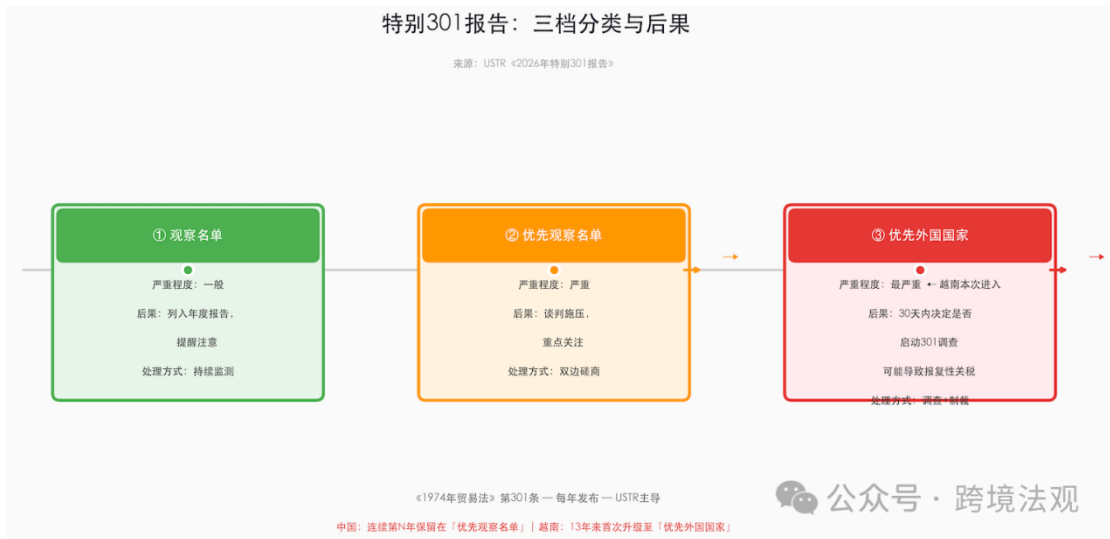 特别301报告：三档分类与后果
来源：USTR《2026年特别301报告》
① 观察名单
严重程度：一般
后果：列入年度报告，
提醒注意
处理方式：持续监测
② 优先观察名单
严重程度：严重
后果：谈判施压，
重点关注
处理方式：双边磋商
③ 优先外国国家
严重程度：最严重 ← 越南本次进入
后果：30天内决定是否
启动301调查
可能导致报复性关税
处理方式：调查+制裁
《1974年贸易法》第301条 — 每年发布 — USTR主导
中国：连续第N年保留在「优先观察名单」 | 越南：13年来首次升级至「优先外国国家」
公众号 · 跨境法观